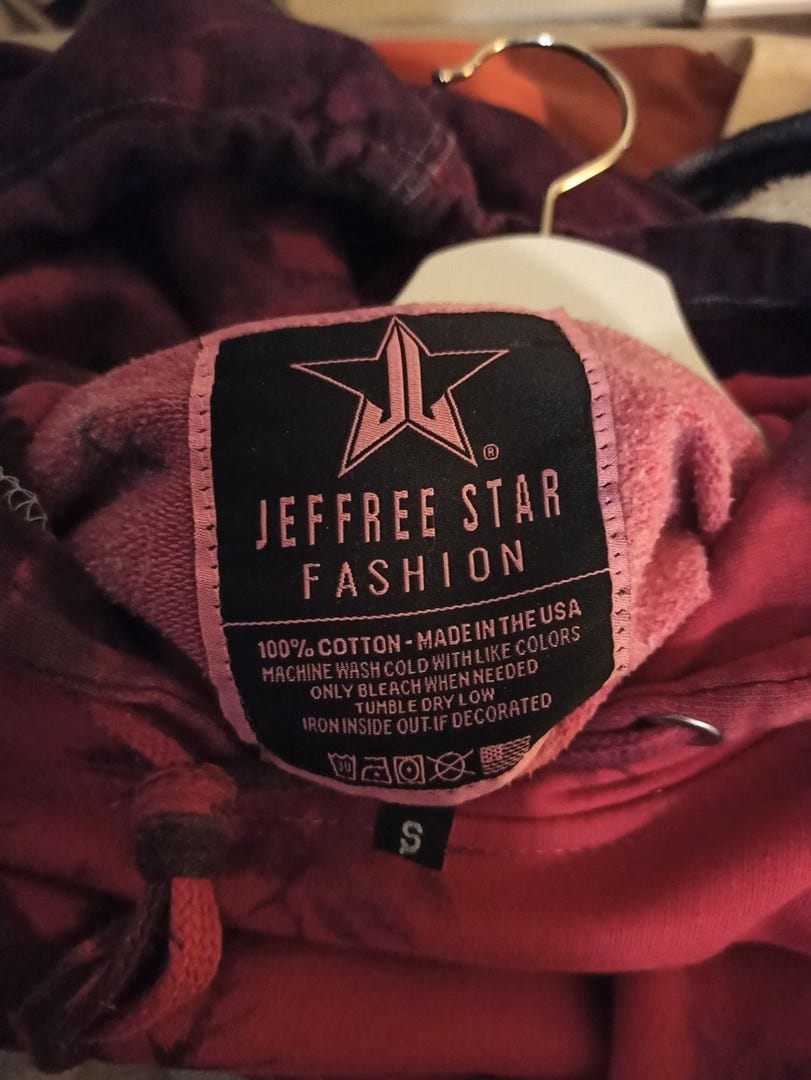 ®
JEFFREE STAR
FASHION
100% COTTON - MADE IN THE USA
MACHINE WASH COLD WITH LIKE COLORS
ONLY BLEACH WHEN NEEDED
TUMBLE DRY LOW
IRON INSIDE OUT IF DECORATED
30
S